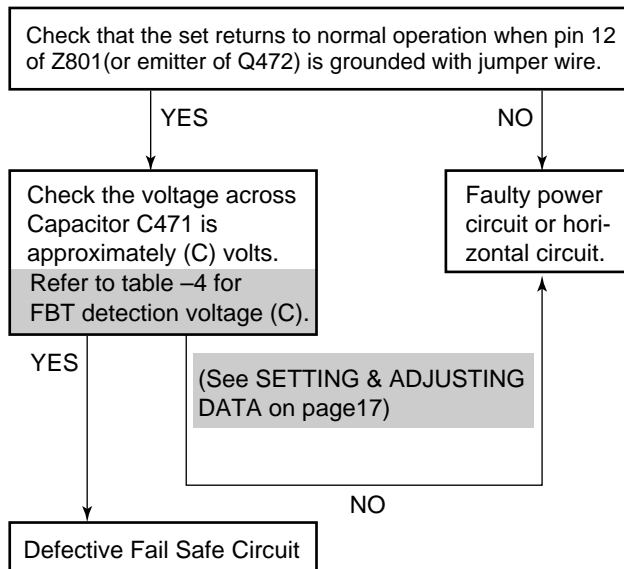 Check that the set returns to normal operation when pin 12
of Z801(or emitter of Q472) is grounded with jumper wire.
YES
NO
Check the voltage across
Capacitor C471 is
approximately (C) volts.
Refer to table –4 for
FBT detection voltage (C).
Faulty power
circuit or hori-
zontal circuit.
YES
(See SETTING & ADJUSTING
DATA on page17)
NO
Defective Fail Safe Circuit